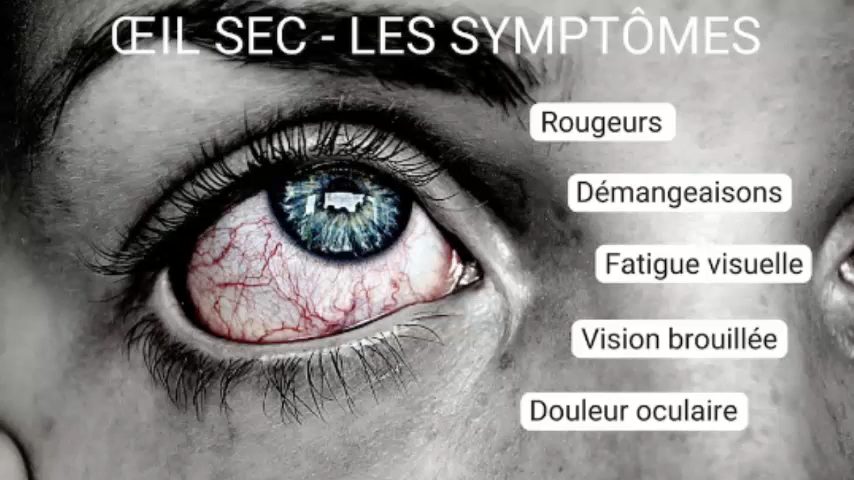 ŒIL SEC - LES SYMPTÔMES
Rougeurs
Démangeaisons
Fatigue visuelle
Vision brouillée
Douleur oculaire